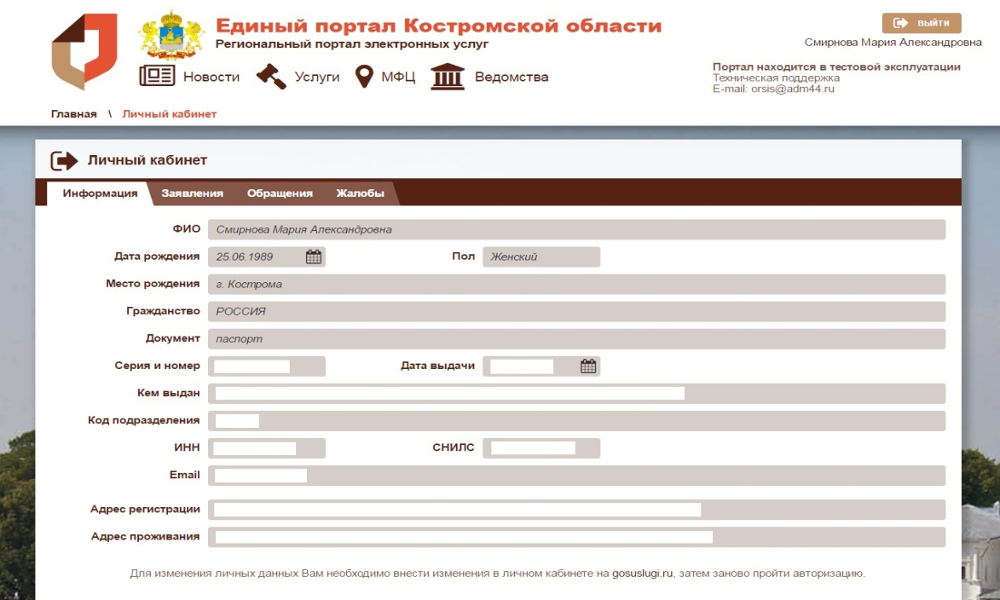 Единый портал Костромской области
Региональный портал электронных услуг
выйти
Смирнова Мария Александровна
Новости Услуги МФЦ Ведомства
Портал находится в тестовой эксплуатации
Техническая поддержка
E-mail: orsis@adm44.ru
Главная \ Личный кабинет
Личный кабинет
Информация Заявления Обращения Жалобы
ФИО Смирнова Мария Александровна
Дата рождения 25.06.1989 Пол Женский
Место рождения г. Кострома
Гражданство РОССИЯ
Документ паспорт
Серия и номер Дата выдачи
Кем выдан
Код подразделения
ИНН СНИЛС
Email
Адрес регистрации
Адрес проживания
Для изменения личных данных Вам необходимо внести изменения в личном кабинете на gosuslugi.ru, затем заново пройти авторизацию.